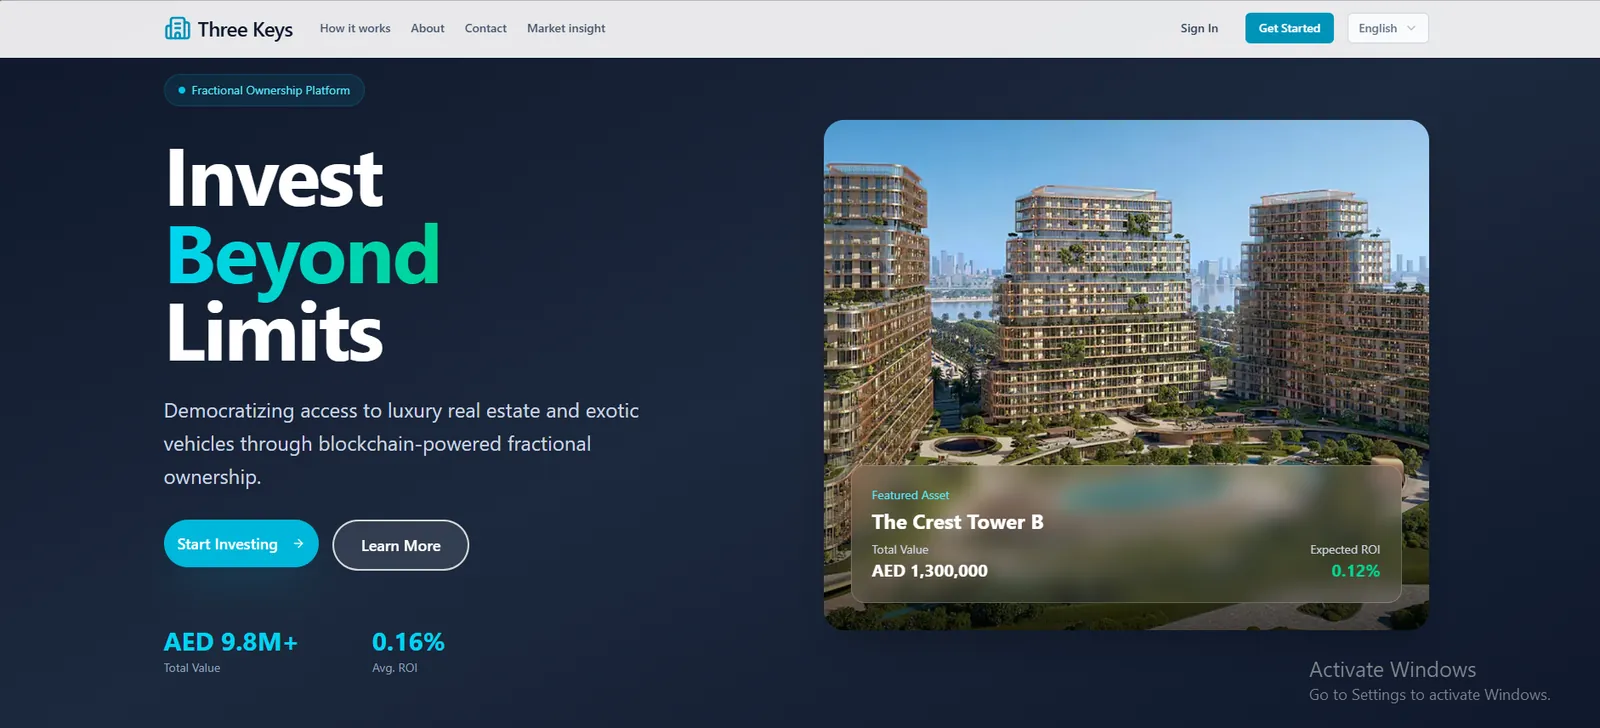 Three Keys
How it works
About
Contact
Market insight
Sign In
Get Started
English
Fractional Ownership Platform
Invest
Beyond
Limits
Democratizing access to luxury real estate and exotic
vehicles through blockchain-powered fractional
ownership.
Start Investing
Learn More
AED 9.8M+
Total Value
0.16%
Avg. ROI
Featured Asset
The Crest Tower B
Total Value
AED 1,300,000
Expected ROI
0.12%
Activate Windows
Go to Settings to activate Windows.